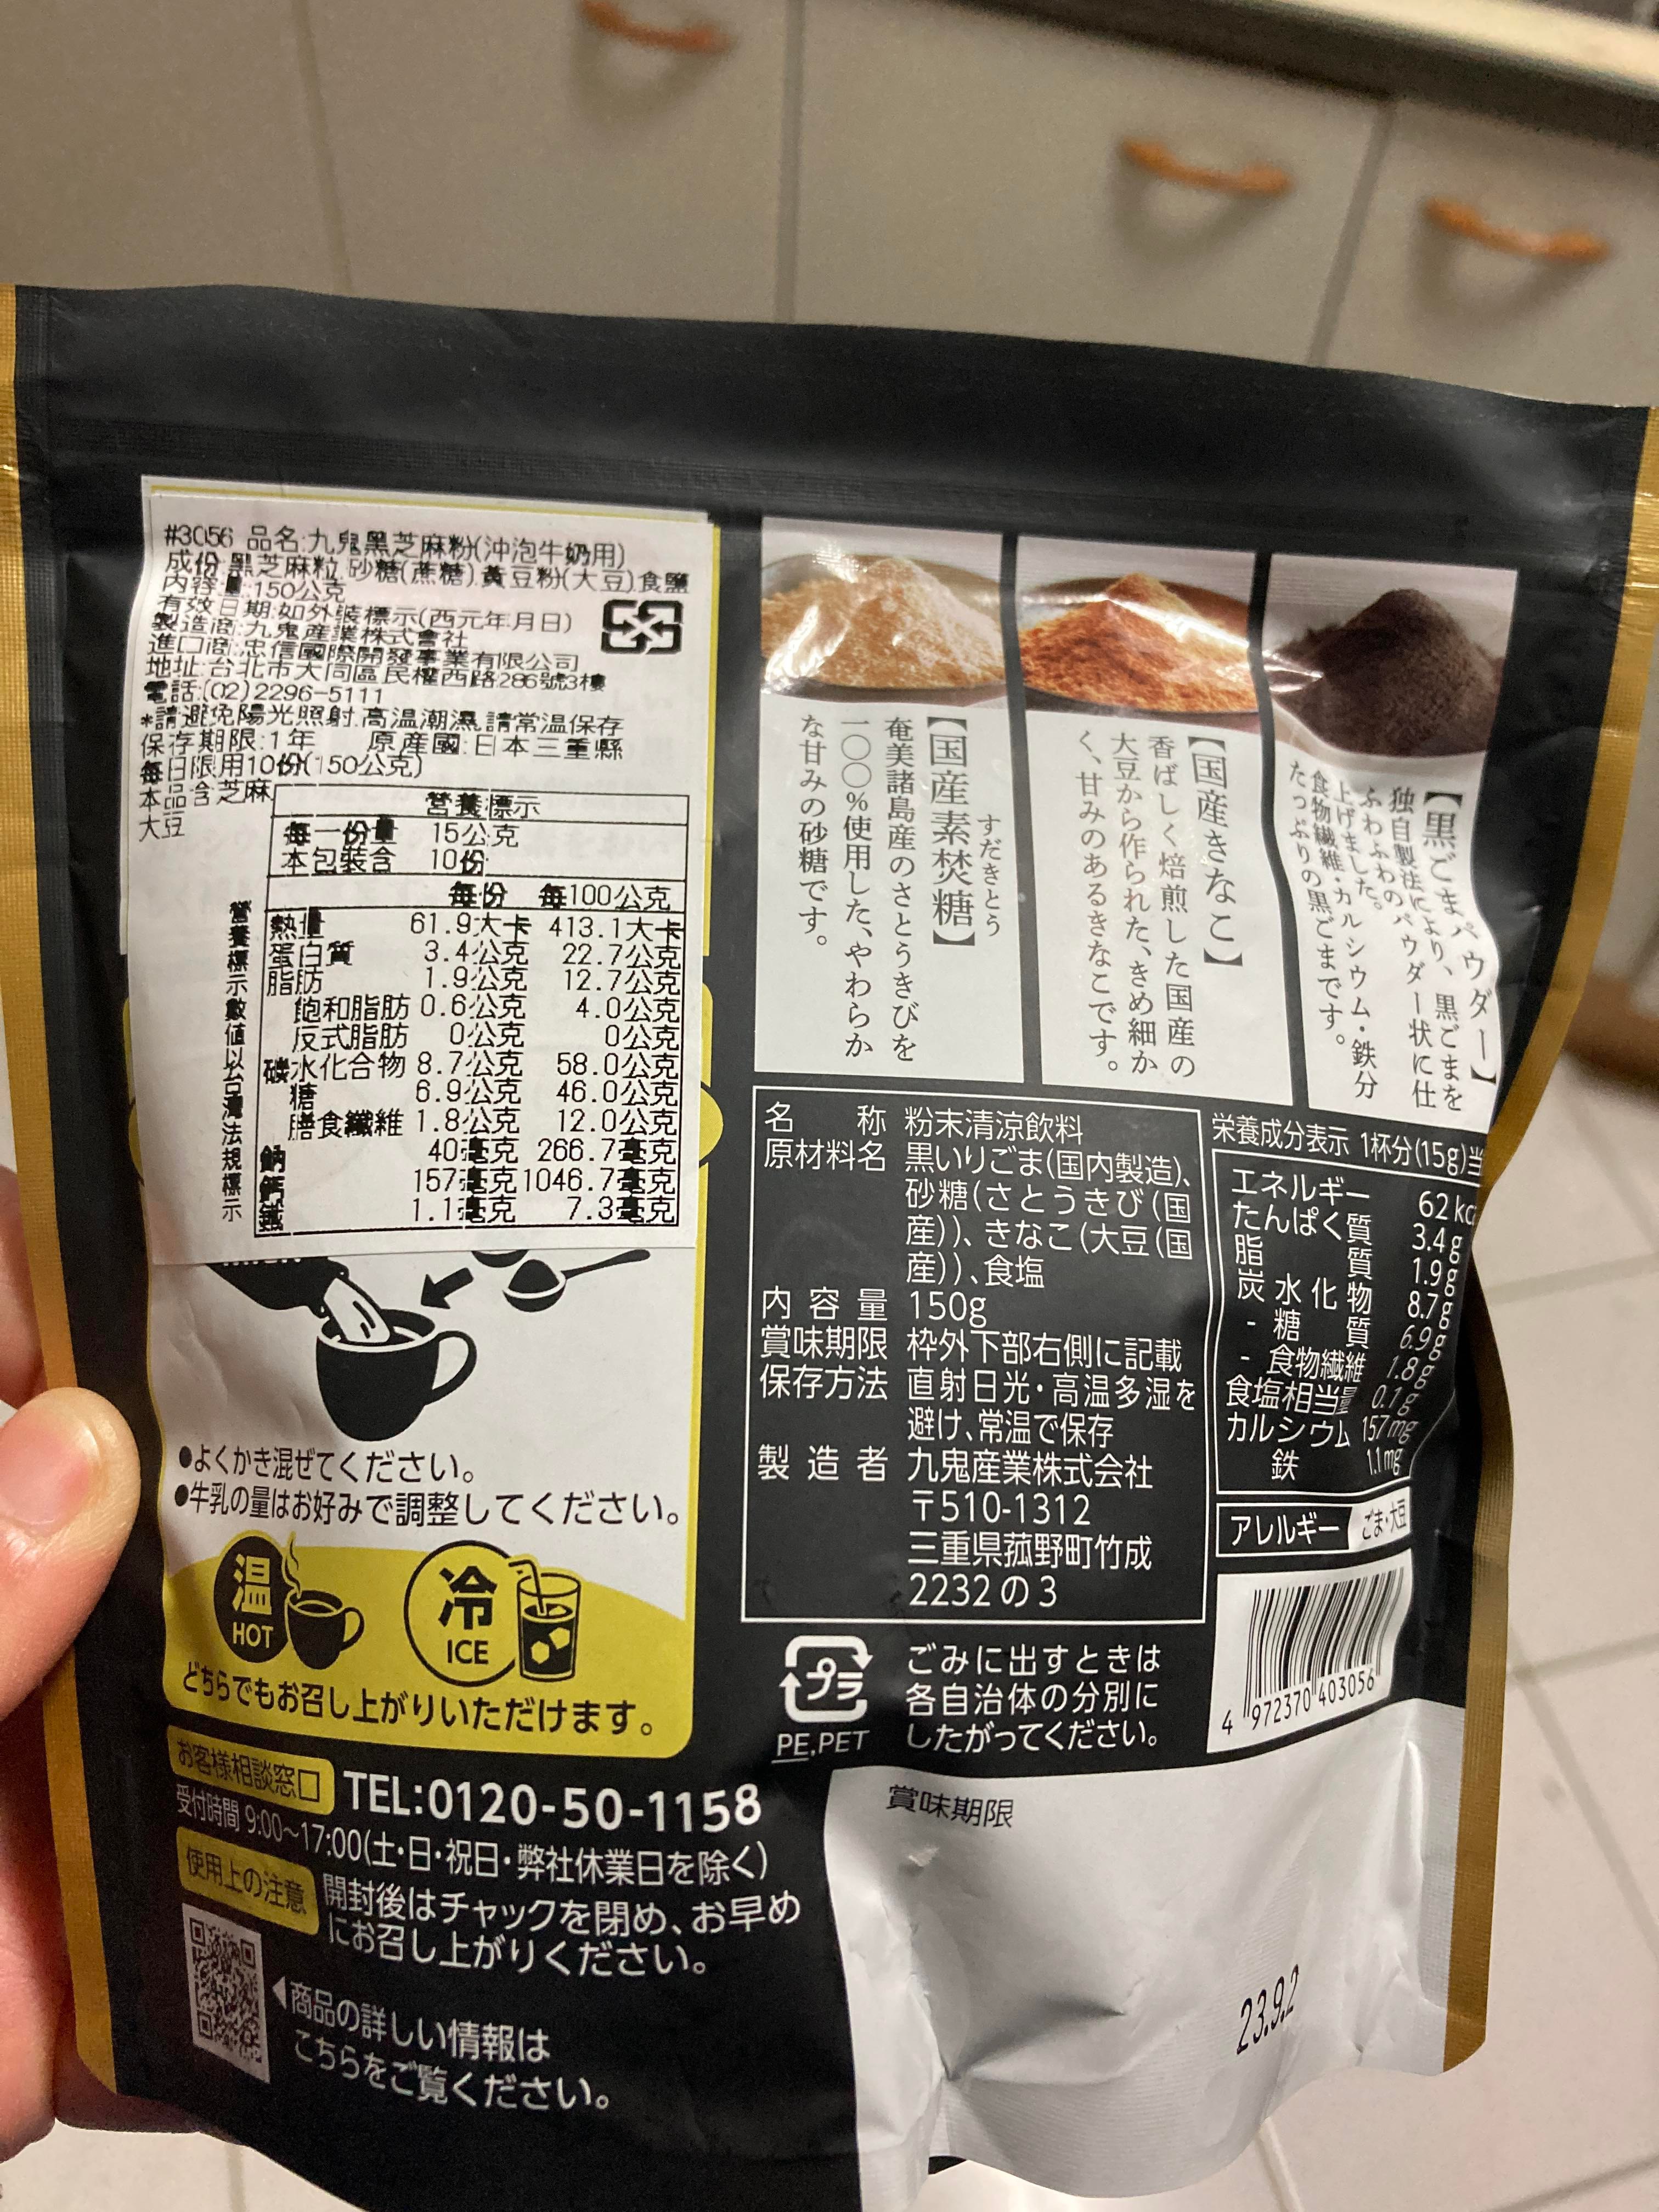 #3056 品名:九鬼黑芝麻粉(沖泡牛奶用)
成份:黑芝麻粒.砂糖(蔗糖).黃豆粉(大豆)食鹽
內容量:150公克
有效日期:如外裝標示(西元年.月日)
製造商:九鬼產業株式會社
進口商:忠信國際開發事業有限公司
地址:台北市大同區民權西路286號3樓
電話:(02)2296-5111
*請避免陽光照射.高溫潮濕.請常溫保存
保存期限:1年 原產國:日本三重縣
每日限用10份(150公克)
本品含芝麻
大豆
營養標示
每一份量 15公克
本包裝含 10份
每份 每100公克
熱量 61.9大卡 413.1大卡
蛋白質 3.4公克 22.7公克
脂肪 1.9公克 12.7公克
飽和脂肪 0.6公克 4.0公克
反式脂肪 0公克 0公克
碳水化合物 8.7公克 58.0公克
糖 6.9公克 46.0公克
膳食纖維 1.8公克 12.0公克
鈉 40毫克 266.7毫克
鈣 157毫克 1046.7毫克
鐵 1.1毫克 7.3毫克
營養標示數值以台灣法規標示
●よくかき混ぜてください。
●牛乳の量はお好みで調整してください。
温
HOT
冷
ICE
どちらでもお召し上がりいただけます。
お客様相談窓口 TEL:0120-50-1158
受付時間 9:00~17:00(土・日・祝日・弊社休業日を除く)
使用上の注意 開封後はチャックを閉め、お早め
にお召し上がりください。
◀商品の詳しい情報は
こちらをご覧ください。
【黒ごまパウダー】
独自製法により、黒ごまを
ふわふわのパウダー状に仕
上げました。
食物繊維・カルシウム・鉄分
たっぷりの黒ごまです。
【国産きなこ】
香ばしく焙煎した国産の
大豆から作られた、きめ細か
く、甘みのあるきなこです。
すだきとう
【国産素焚糖】
奄美諸島産のさとうきびを
一〇〇%使用した、やわらか
な甘みの砂糖です。
名称 粉末清涼飲料
原材料名 黒いりごま(国内製造)、
砂糖(さとうきび(国
産))、きなこ(大豆(国
産))、食塩
内容量 150g
賞味期限 枠外下部右側に記載
保存方法 直射日光・高温多湿を
避け、常温で保存
製造者 九鬼産業株式会社
〒510-1312
三重県菰野町竹成
2232の3
栄養成分表示 1杯分(15g)当
エネルギー 62kc
たんぱく質 3.4g
脂質 1.9g
炭水化物 8.7g
-糖質 6.9g
-食物繊維 1.8g
食塩相当量 0.1g
カルシウム 157mg
鉄 1.1mg
アレルギー ごま・大豆
4 972370 403056
プラ
PE,PET
ごみに出すときは
各自治体の分別に
したがってください。
賞味期限
23.9.2